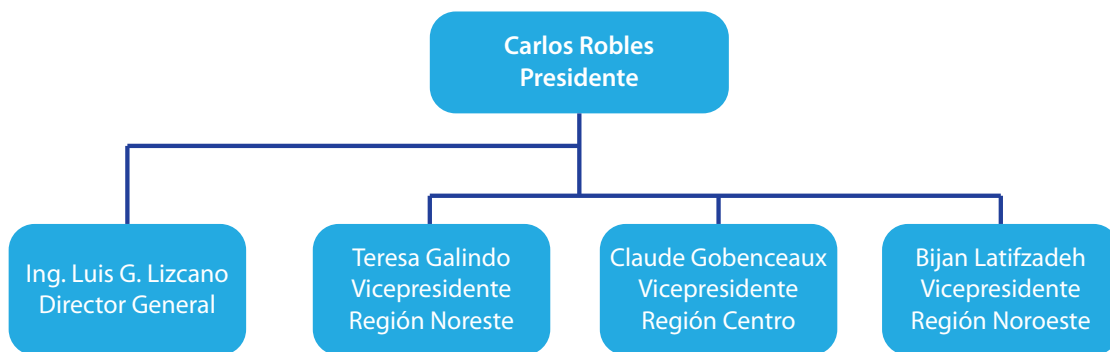 Carlos Robles
Presidente
Ing. Luis G. Lizcano
Director General
Teresa Galindo
Vicepresidente
Región Noreste
Claude Gobenceaux
Vicepresidente
Región Centro
Bijan Latifzadeh
Vicepresidente
Región Noroeste